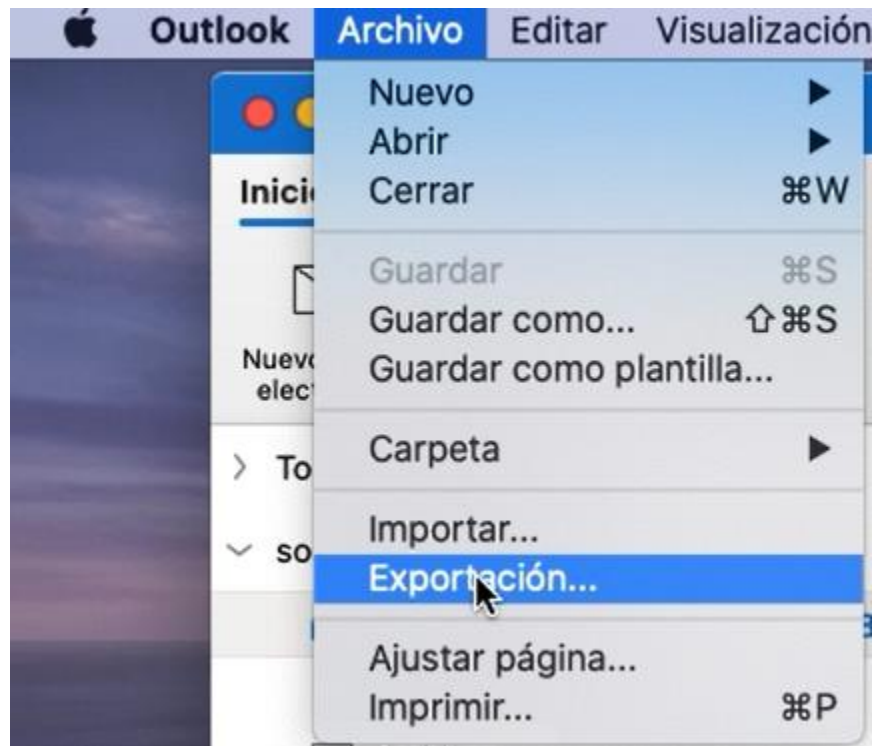 Outlook Archivo Editar Visualización
Nuevo
Abrir
Cerrar ⌘W
Guardar ⌘S
Guardar como... ⇧⌘S
Guardar como plantilla...
Carpeta
Importar...
Exportación...
Ajustar página...
Imprimir... ⌘P